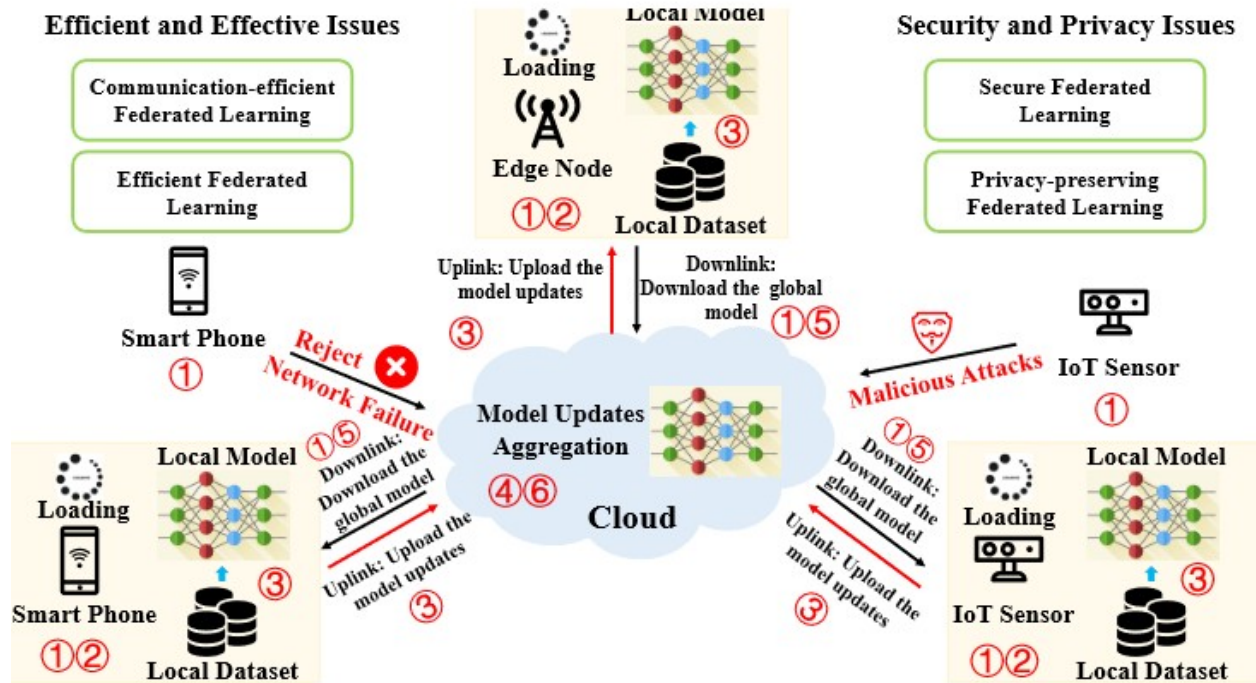 Efficient and Effective Issues
Communication-efficient
Federated Learning
Efficient Federated
Learning
Loading
Local Model
Edge Node
③
①②
Local Dataset
Security and Privacy Issues
Secure Federated
Learning
Privacy-preserving
Federated Learning
Smart Phone
①
Reject
Network Failure
Uplink: Upload the
model updates
③
Downlink:
Download the global
model
①⑤
Malicious Attacks
IoT Sensor
①
Model Updates
Aggregation
④⑥
Cloud
①⑤
Downlink:
Download the
global model
Uplink: Upload the
model updates
③
Loading
Local Model
Smart Phone
③
①②
Local Dataset
①⑤
Downlink:
Download the
global model
Uplink: Upload the
model updates
③
Local Model
Loading
③
IoT Sensor
①②
Local Dataset